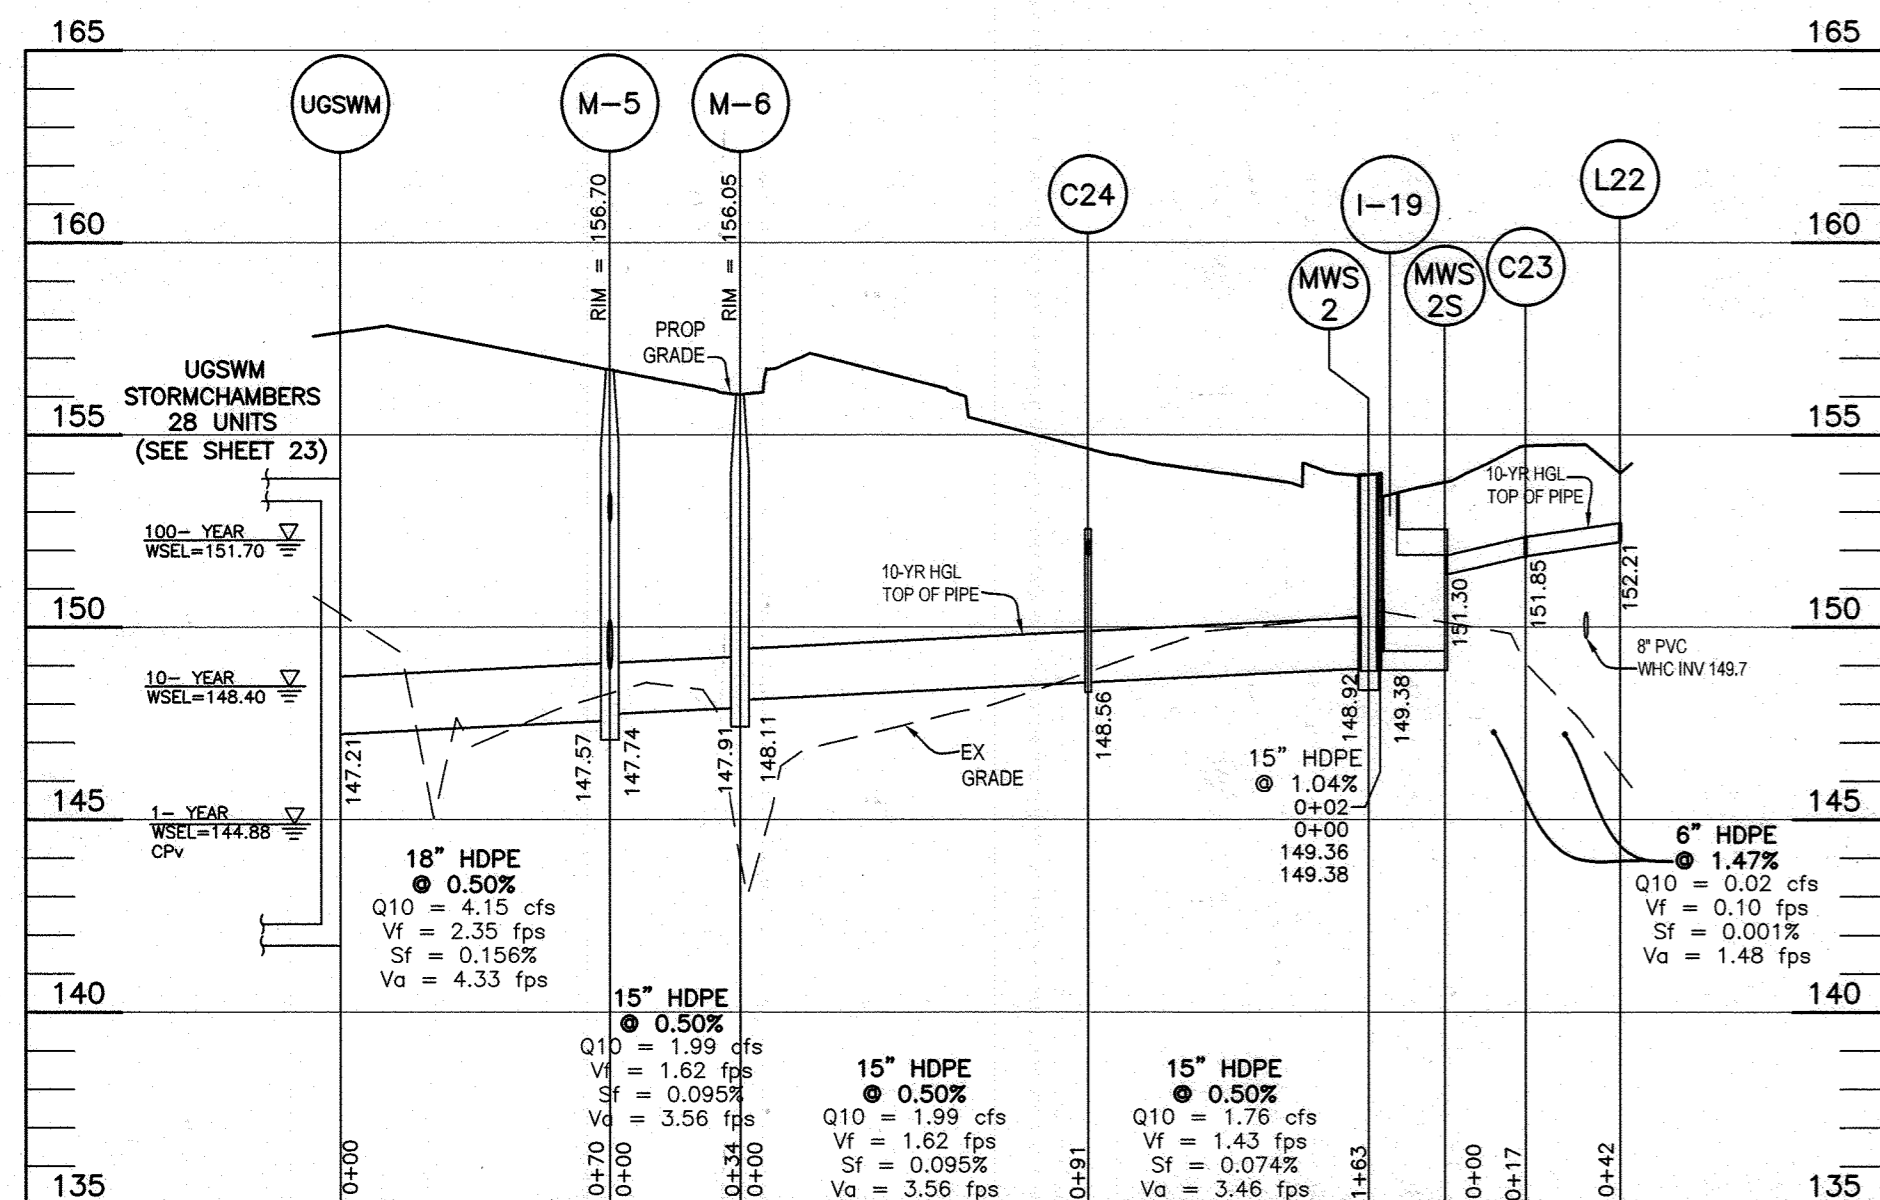 165
165
UGSWM
M-5
M-6
C24
I-19
L22
MWS
2
MWS
2S
C23
160
160
RIM = 156.70
RIM = 156.05
PROP
GRADE
UGSWM
STORMCHAMBERS
28 UNITS
(SEE SHEET 23)
155
155
10-YR HGL
TOP OF PIPE
100- YEAR
WSEL=151.70
10-YR HGL
TOP OF PIPE
150
150
151.30
151.85
152.21
8" PVC
WHC INV 149.7
10- YEAR
WSEL=148.40
147.21
147.57
147.74
147.91
148.11
148.56
148.92
149.38
EX
GRADE
15" HDPE
@ 1.04%
0+02
0+00
149.36
149.38
145
145
1- YEAR
WSEL=144.88
CPv
18" HDPE
@ 0.50%
Q10 = 4.15 cfs
Vf = 2.35 fps
Sf = 0.156%
Va = 4.33 fps
6" HDPE
@ 1.47%
Q10 = 0.02 cfs
Vf = 0.10 fps
Sf = 0.001%
Va = 1.48 fps
140
140
15" HDPE
@ 0.50%
Q10 = 1.99 cfs
Vf = 1.62 fps
Sf = 0.095%
Va = 3.56 fps
15" HDPE
@ 0.50%
Q10 = 1.99 cfs
Vf = 1.62 fps
Sf = 0.095%
Va = 3.56 fps
15" HDPE
@ 0.50%
Q10 = 1.76 cfs
Vf = 1.43 fps
Sf = 0.074%
Va = 3.46 fps
135
135
0+00
0+70
0+00
0+34
0+00
0+91
1+63
0+00
0+17
0+42